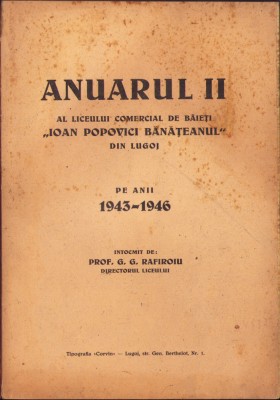 ANUARUL II
AL LICEULUI COMERCIAL DE BĂIEȚI
„IOAN POPOVICI BĂNĂȚEANUL"
DIN LUGOJ
PE ANII
1943-1946
INTOCMIT DE:
PROF. G. G. RAFIROIU
DIRECTORUL LICEULUI
Tipografia «Corvin» — Lugoj, str. Gen. Berthelot, Nr. 1.